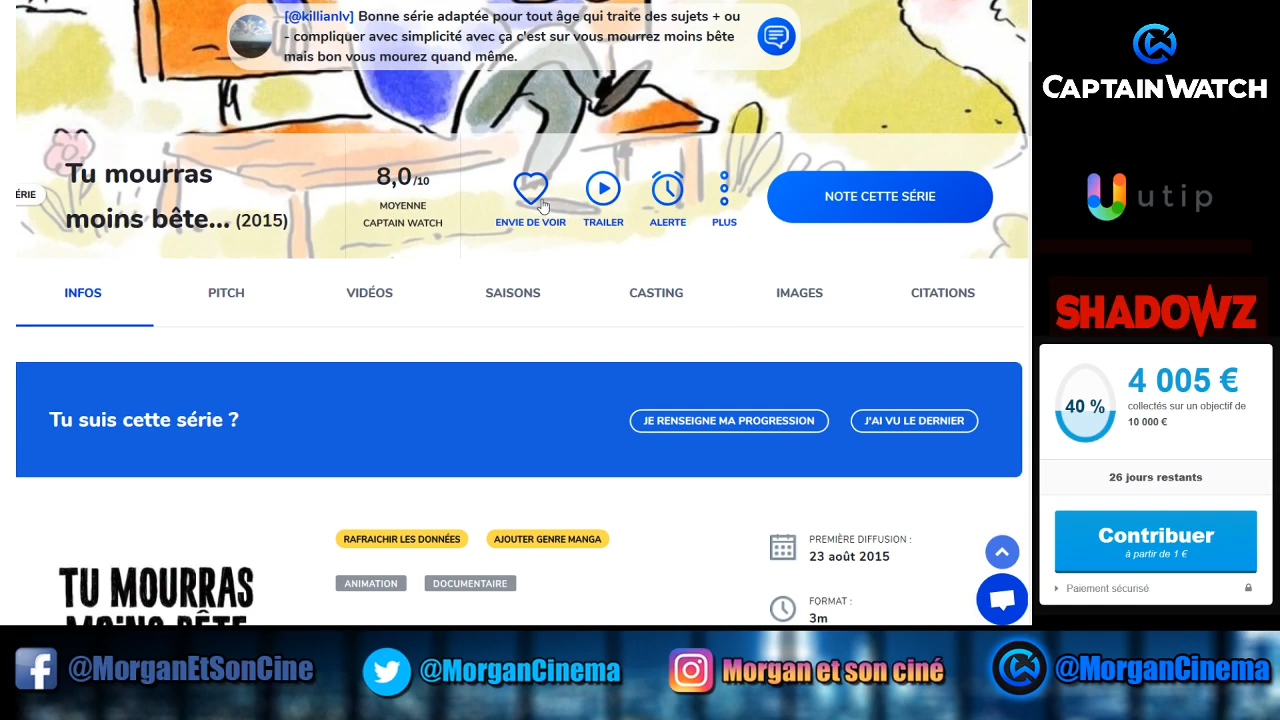 [@killianlv] Bonne série adaptée pour tout âge qui traite des sujets + ou
- compliquer avec simplicité avec ça c'est sur vous mourrez moins bête
mais bon vous mourez quand même.
ÉRIE
Tu mourras
moins bête... (2015)
8,0/10
MOYENNE
CAPTAIN WATCH
ENVIE DE VOIR
TRAILER
ALERTE
PLUS
NOTE CETTE SÉRIE
INFOS
PITCH
VIDÉOS
SAISONS
CASTING
IMAGES
CITATIONS
Tu suis cette série ?
JE RENSEIGNE MA PROGRESSION
J'AI VU LE DERNIER
TU MOURRAS
MOINS BÊTE
RAFRAICHIR LES DONNÉES
AJOUTER GENRE MANGA
ANIMATION
DOCUMENTAIRE
PREMIÈRE DIFFUSION :
23 août 2015
FORMAT :
3m
CAPTAIN WATCH
utip
SHADOWZ
40 %
4 005 €
collectés sur un objectif de
10 000 €
26 jours restants
Contribuer
à partir de 1 €
Paiement sécurisé
@MorganEtSonCine
@MorganCinema
Morgan et son ciné
@MorganCinema